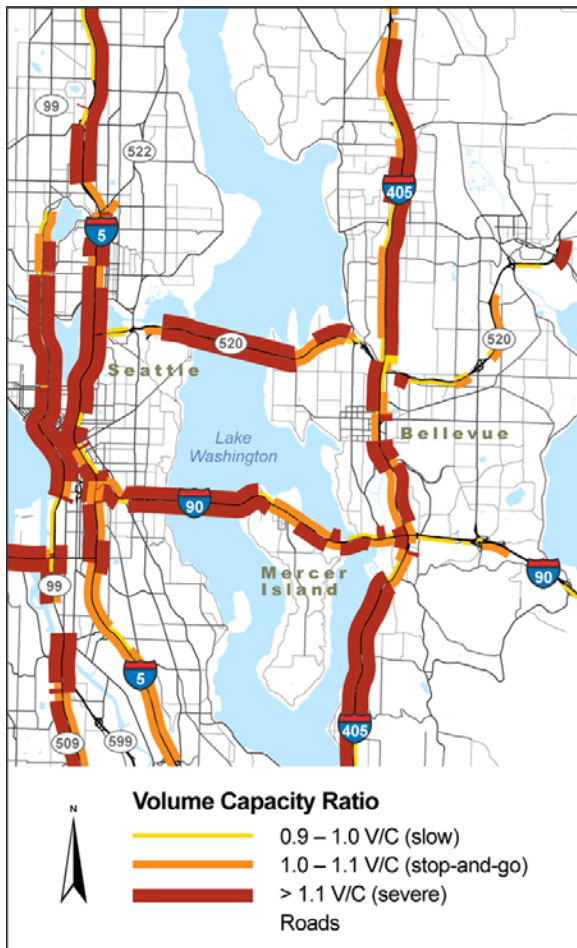 99
522
405
5
520
520
Seattle
Bellevue
Lake
Washington
90
Mercer
Island
90
99
5
405
509
599
N
Volume Capacity Ratio
0.9 – 1.0 V/C (slow)
1.0 – 1.1 V/C (stop-and-go)
> 1.1 V/C (severe)
Roads